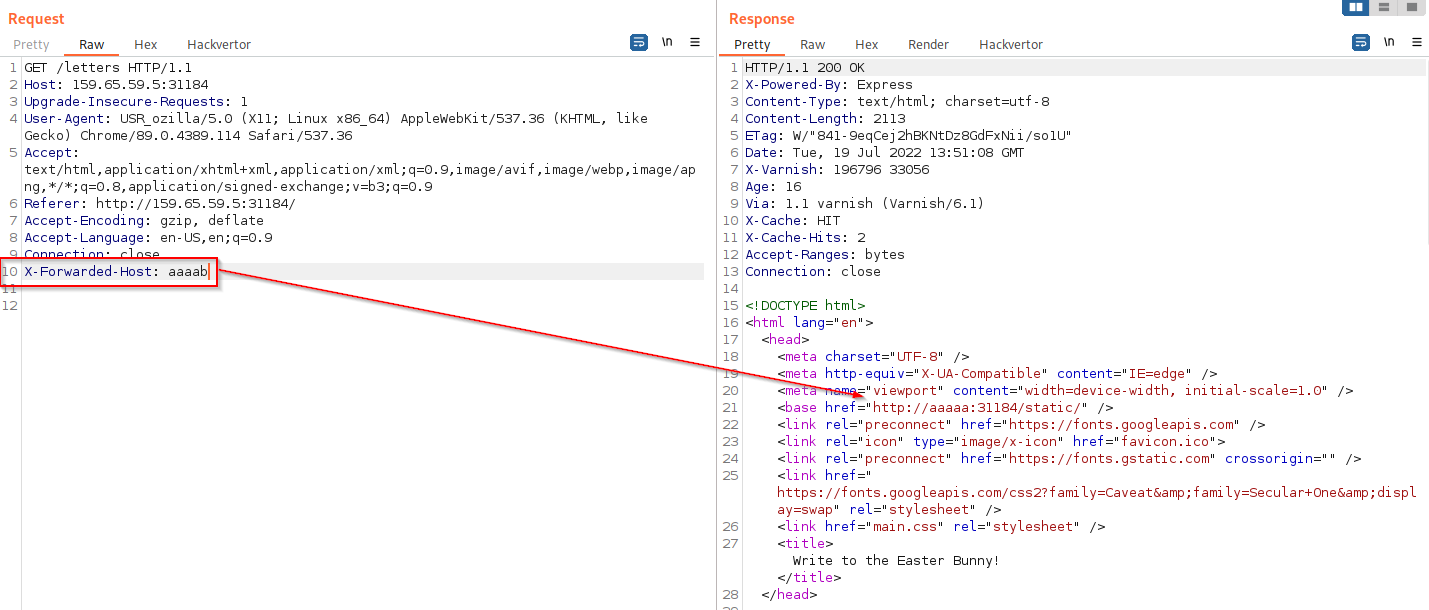 Request
Pretty Raw Hex Hackvertor \n
1 GET /letters HTTP/1.1
2 Host: 159.65.59.5:31184
3 Upgrade-Insecure-Requests: 1
4 User-Agent: USR_ozilla/5.0 (X11; Linux x86_64) AppleWebKit/537.36 (KHTML, like
Gecko) Chrome/89.0.4389.114 Safari/537.36
5 Accept:
text/html,application/xhtml+xml,application/xml;q=0.9,image/avif,image/webp,image/ap
ng,*/*;q=0.8,application/signed-exchange;v=b3;q=0.9
6 Referer: http://159.65.59.5:31184/
7 Accept-Encoding: gzip, deflate
8 Accept-Language: en-US,en;q=0.9
9 Connection: close
10 X-Forwarded-Host: aaaab
11
12
Response
Pretty Raw Hex Render Hackvertor \n
1 HTTP/1.1 200 OK
2 X-Powered-By: Express
3 Content-Type: text/html; charset=utf-8
4 Content-Length: 2113
5 ETag: W/"841-9eqCej2hBKNtDz8GdFxNii/so1U"
6 Date: Tue, 19 Jul 2022 13:51:08 GMT
7 X-Varnish: 196796 33056
8 Age: 16
9 Via: 1.1 varnish (Varnish/6.1)
10 X-Cache: HIT
11 X-Cache-Hits: 2
12 Accept-Ranges: bytes
13 Connection: close
14
15 <!DOCTYPE html>
16 <html lang="en">
17 <head>
18 <meta charset="UTF-8" />
19 <meta http-equiv="X-UA-Compatible" content="IE=edge" />
20 <meta name="viewport" content="width=device-width, initial-scale=1.0" />
21 <base href="http://aaaaa:31184/static/" />
22 <link rel="preconnect" href="https://fonts.googleapis.com" />
23 <link rel="icon" type="image/x-icon" href="favicon.ico">
24 <link rel="preconnect" href="https://fonts.gstatic.com" crossorigin="" />
25 <link href="
https://fonts.googleapis.com/css2?family=Caveat&amp;family=Secular+One&amp;displ
ay=swap" rel="stylesheet" />
26 <link href="main.css" rel="stylesheet" />
27 <title>
Write to the Easter Bunny!
</title>
28 </head>